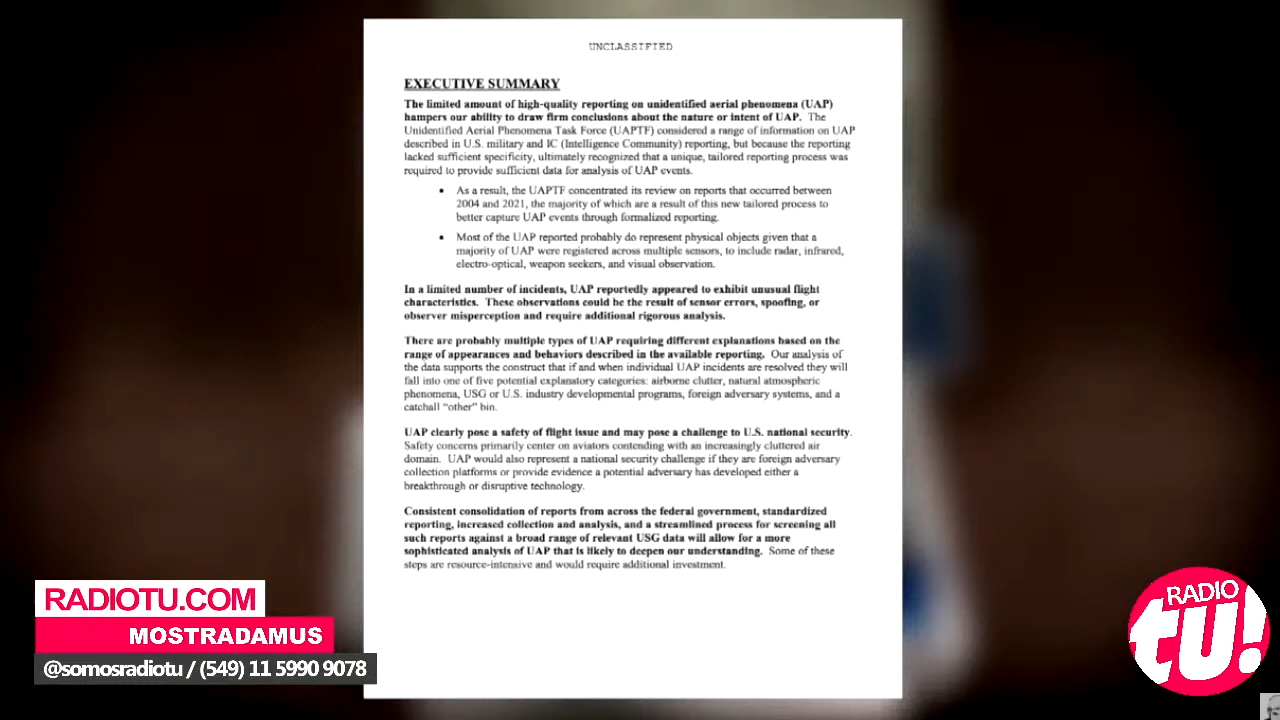 UNCLASSIFIED
EXECUTIVE SUMMARY
The limited amount of high-quality reporting on unidentified aerial phenomena (UAP)
hampers our ability to draw firm conclusions about the nature or intent of UAP. The
Unidentified Aerial Phenomena Task Force (UAPTF) considered a range of information on UAP
described in U.S. military and IC (Intelligence Community) reporting, but because the reporting
lacked sufficient specificity, ultimately recognized that a unique, tailored reporting process was
required to provide sufficient data for analysis of UAP events.
• As a result, the UAPTF concentrated its review on reports that occurred between
2004 and 2021, the majority of which are a result of this new tailored process to
better capture UAP events through formalized reporting.
• Most of the UAP reported probably do represent physical objects given that a
majority of UAP were registered across multiple sensors, to include radar, infrared,
electro-optical, weapon seekers, and visual observation.
In a limited number of incidents, UAP reportedly appeared to exhibit unusual flight
characteristics. These observations could be the result of sensor errors, spoofing, or
observer misperception and require additional rigorous analysis.
There are probably multiple types of UAP requiring different explanations based on the
range of appearances and behaviors described in the available reporting. Our analysis of
the data supports the construct that if and when individual UAP incidents are resolved they will
fall into one of five potential explanatory categories: airborne clutter, natural atmospheric
phenomena, USG or U.S. industry developmental programs, foreign adversary systems, and a
catchall “other” bin.
UAP clearly pose a safety of flight issue and may pose a challenge to U.S. national security.
Safety concerns primarily center on aviators contending with an increasingly cluttered air
domain. UAP would also represent a national security challenge if they are foreign adversary
collection platforms or provide evidence a potential adversary has developed either a
breakthrough or disruptive technology.
Consistent consolidation of reports from across the federal government, standardized
reporting, increased collection and analysis, and a streamlined process for screening all
such reports against a broad range of relevant USG data will allow for a more
sophisticated analysis of UAP that is likely to deepen our understanding. Some of these
steps are resource-intensive and would require additional investment.
RADIOTU.COM
MOSTRADAMUS
@somosradiotu / (549) 11 5990 9078
RADIO
tu!